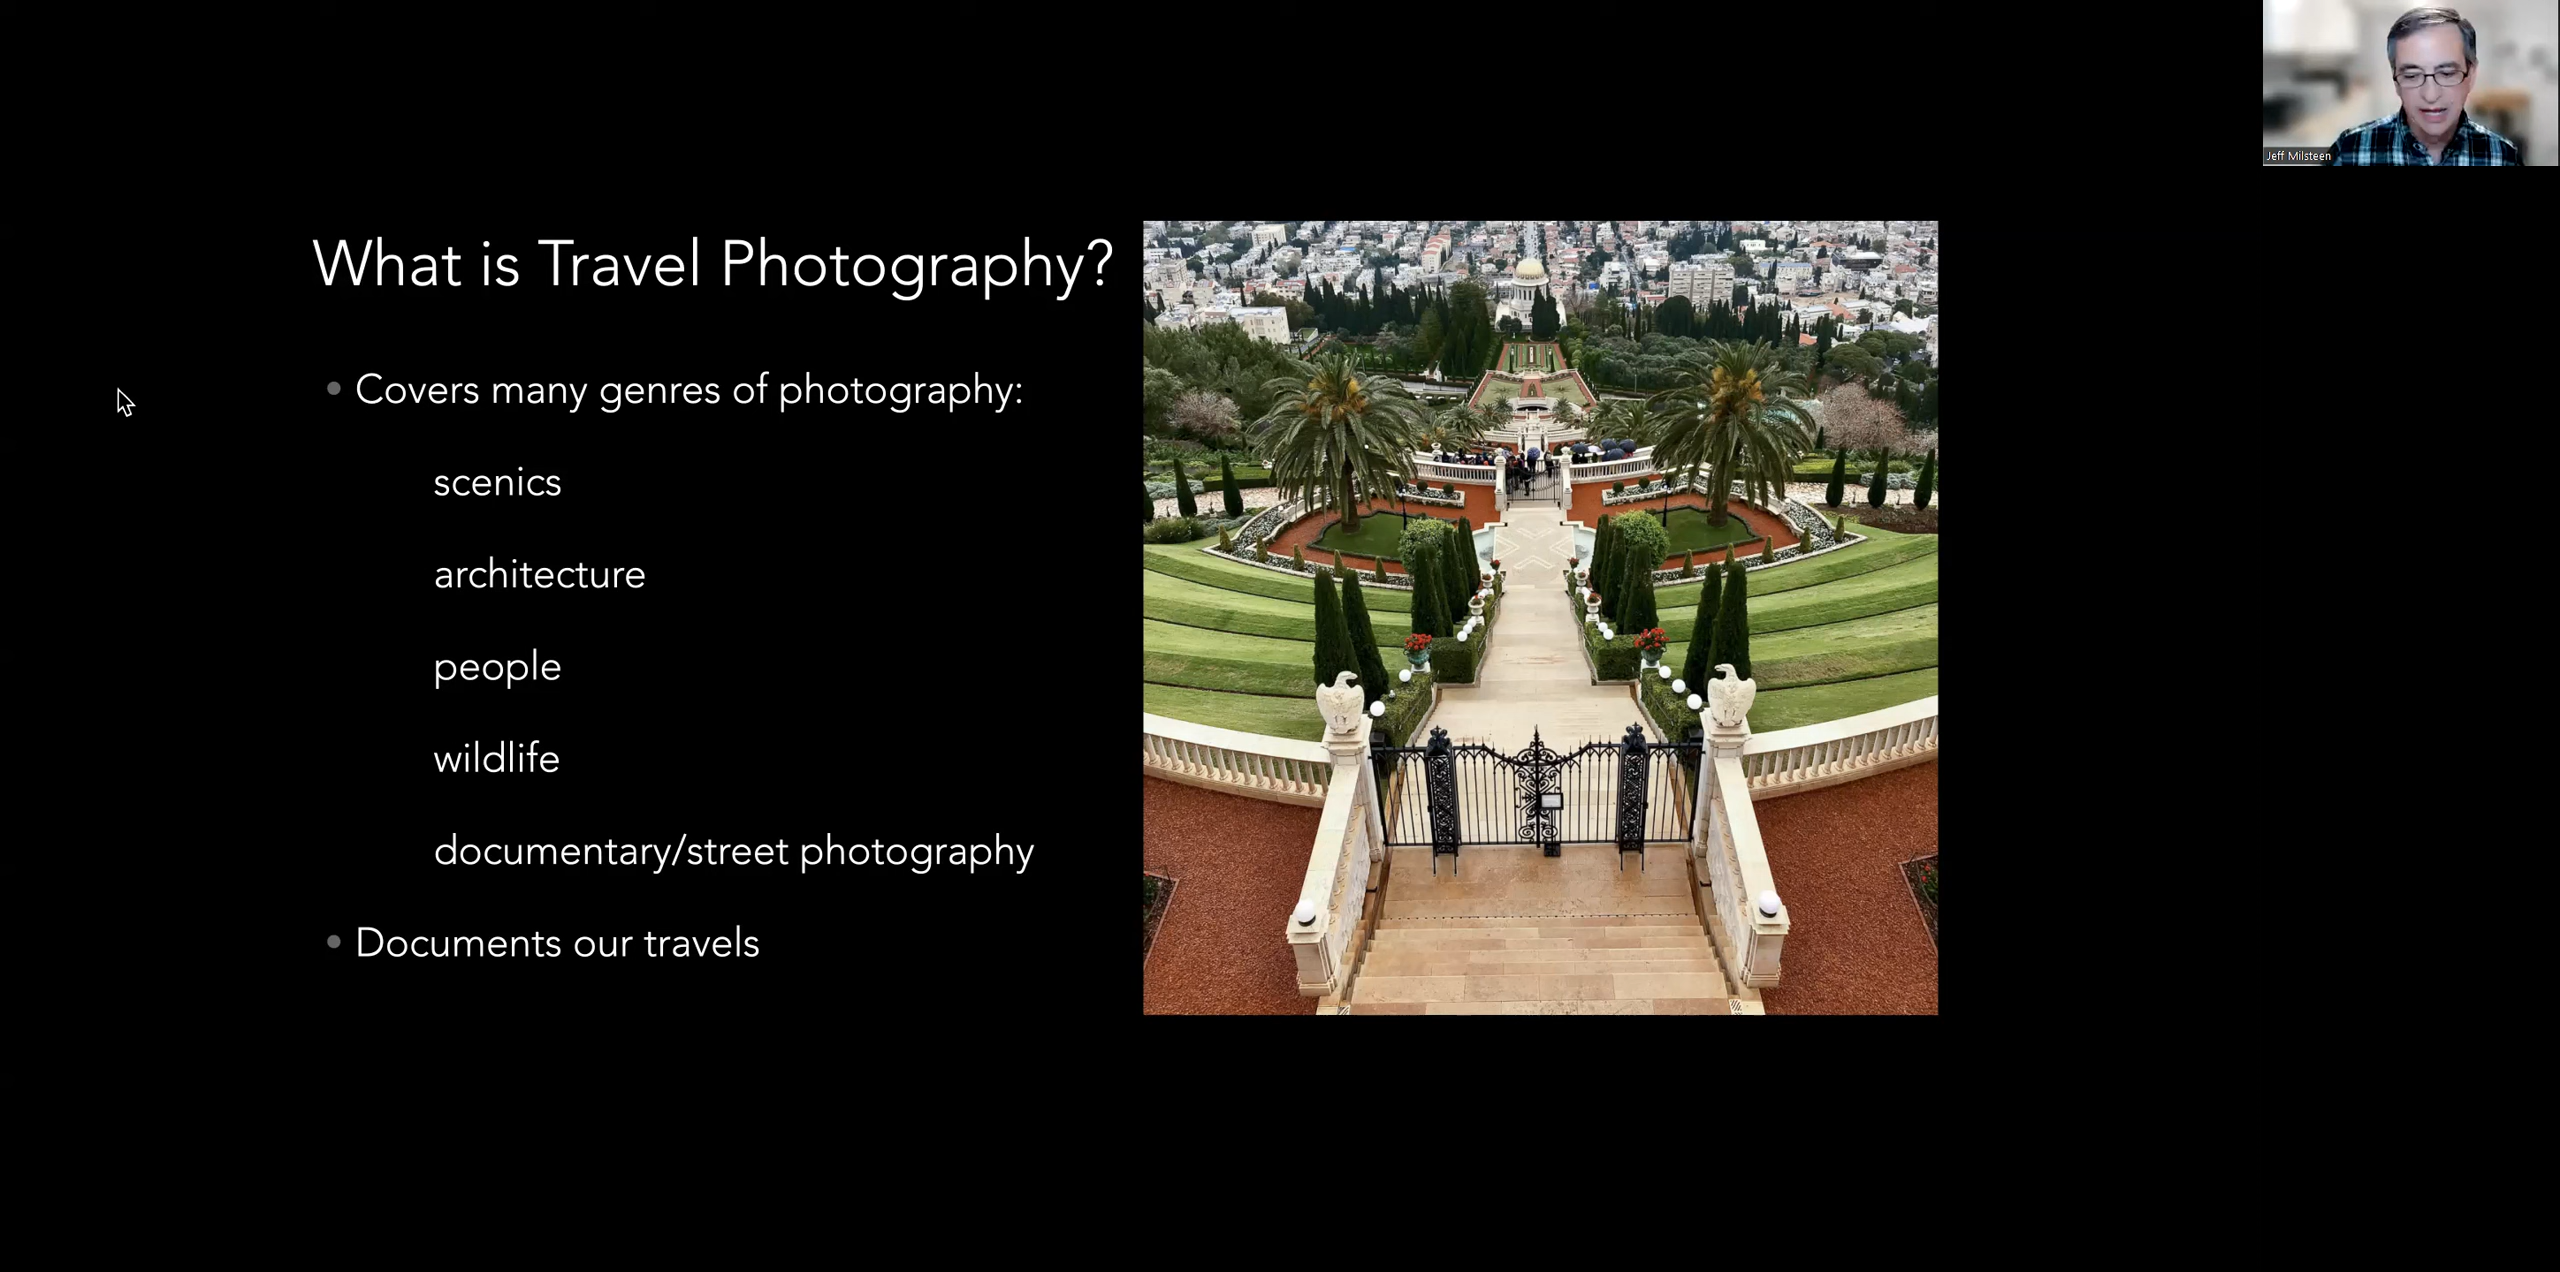 Jeff Milsteen
What is Travel Photography?
• Covers many genres of photography:
scenics
architecture
people
wildlife
documentary/street photography
• Documents our travels